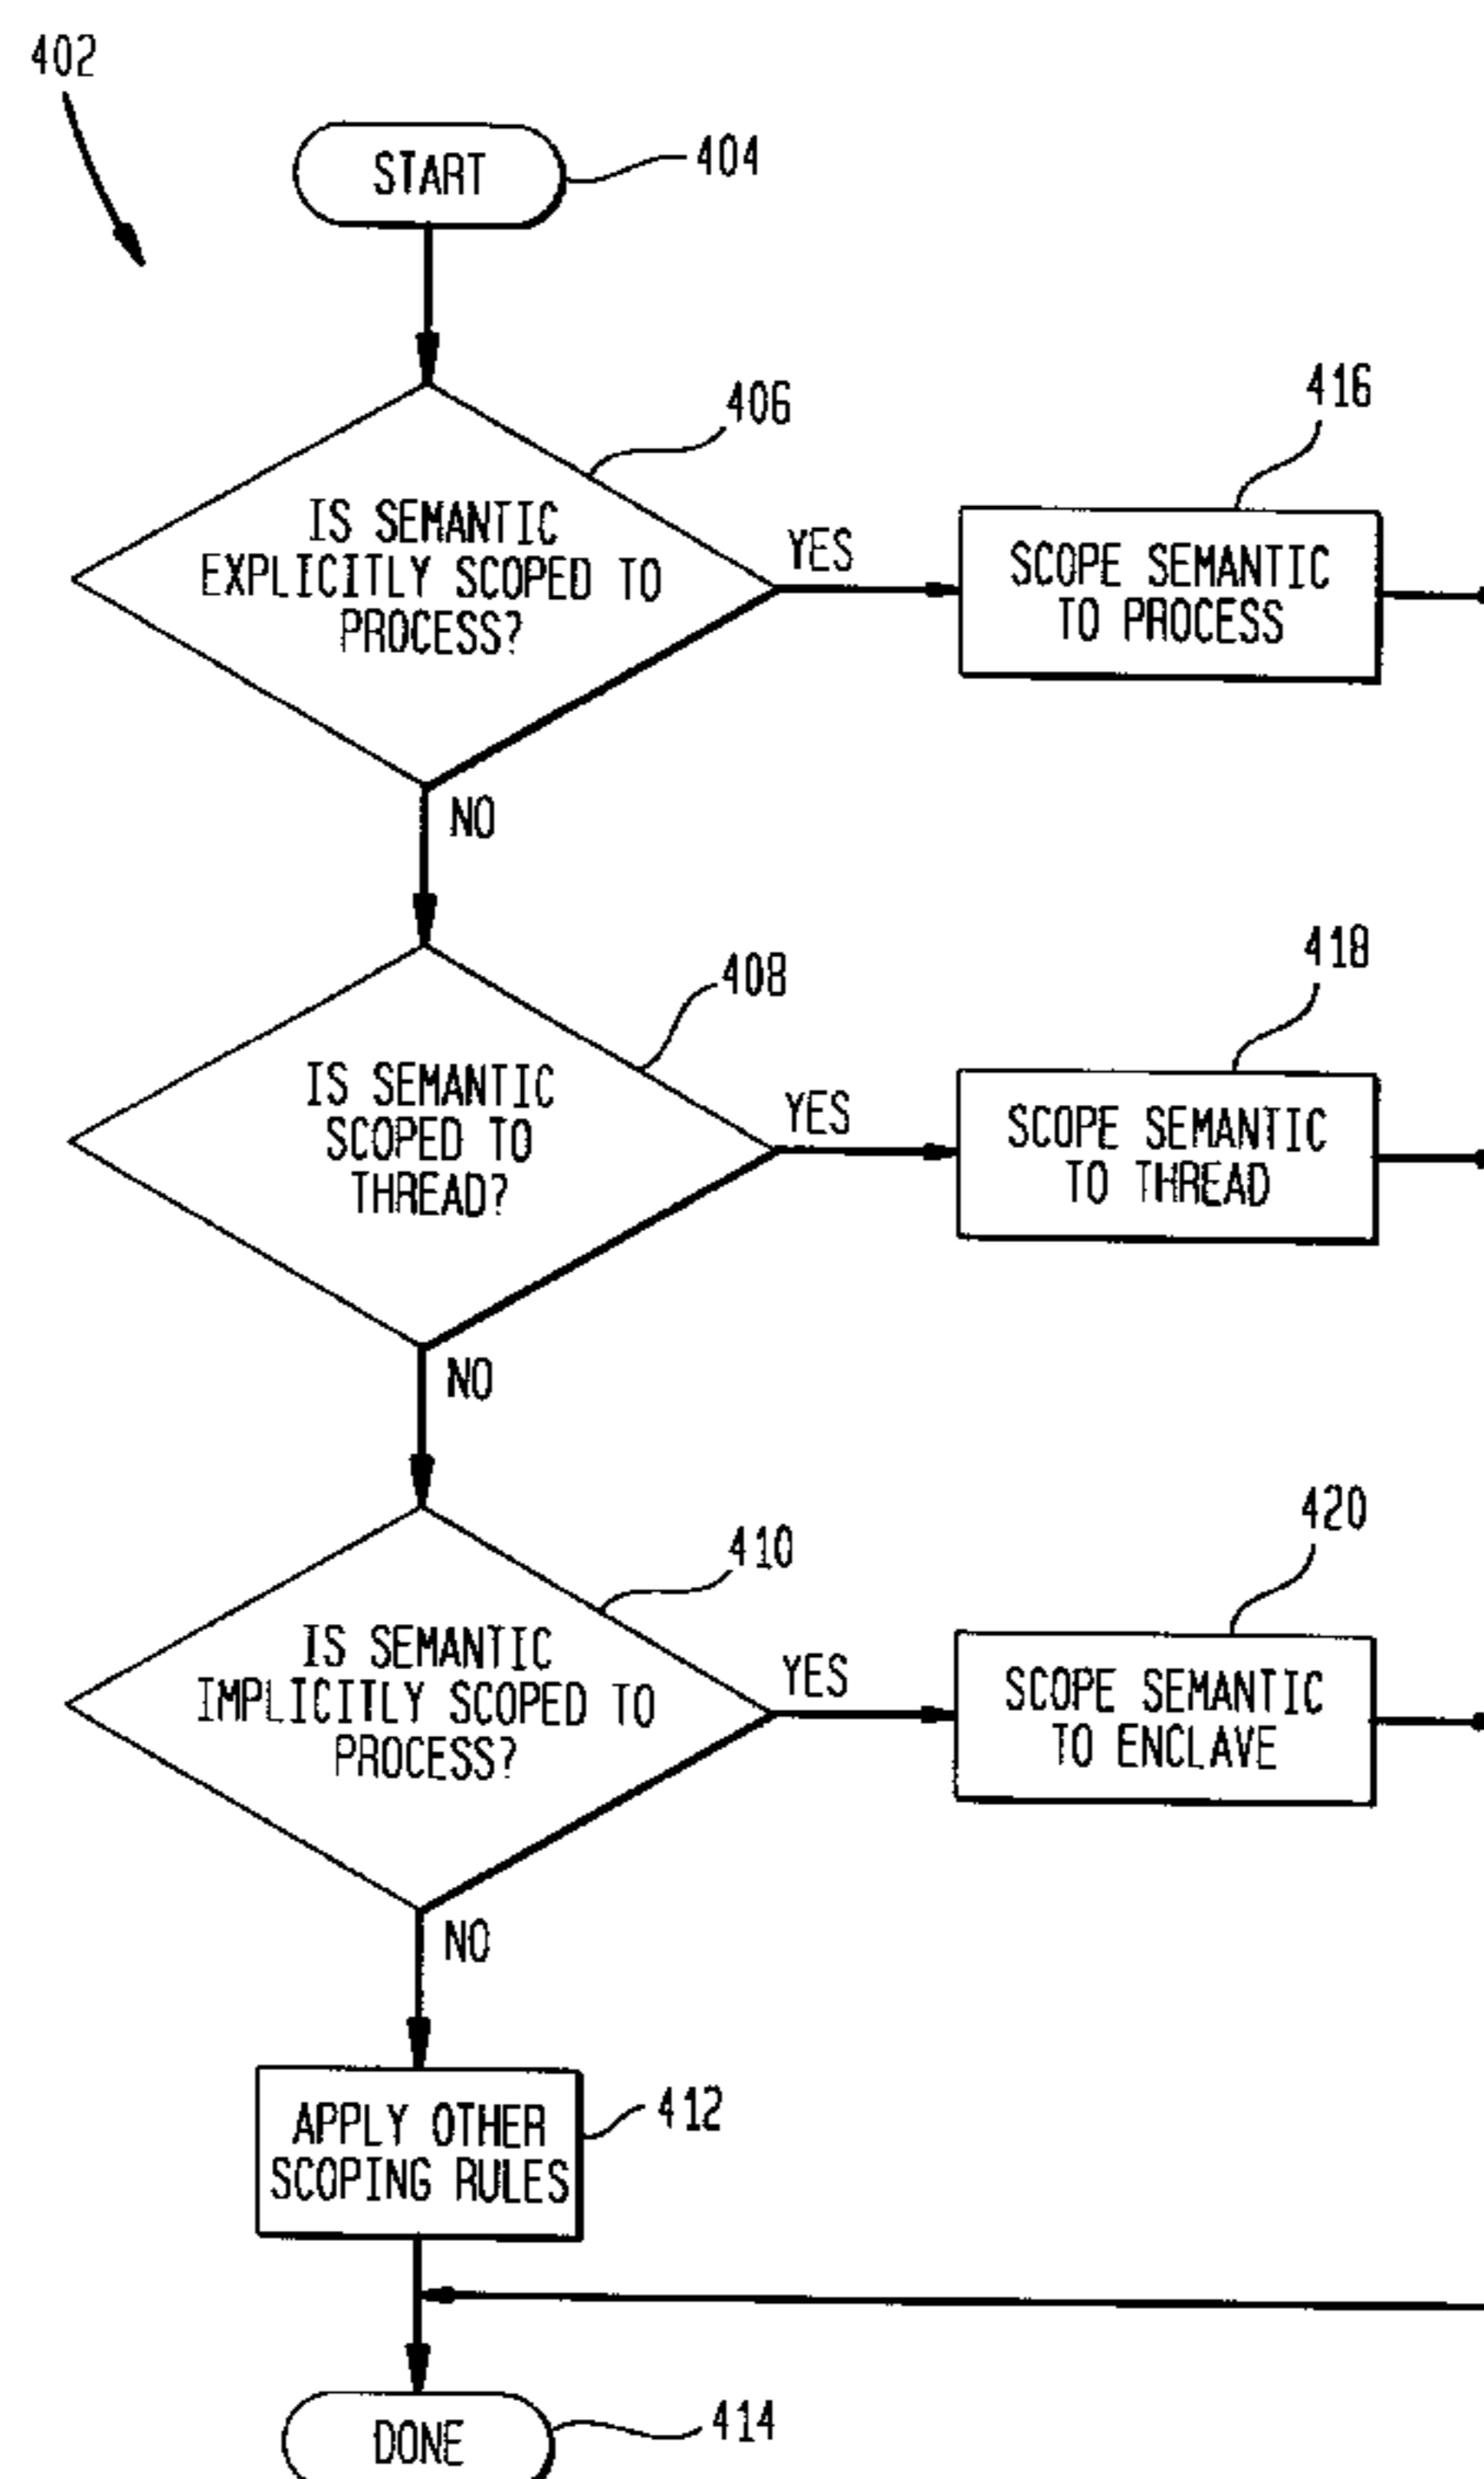 402
START
404
406
416
IS SEMANTIC
EXPLICITLY SCOPED TO
PROCESS?
YES
SCOPE SEMANTIC
TO PROCESS
NO
408
418
IS SEMANTIC
SCOPED TO
THREAD?
YES
SCOPE SEMANTIC
TO THREAD
NO
410
420
IS SEMANTIC
IMPLICITLY SCOPED TO
PROCESS?
YES
SCOPE SEMANTIC
TO ENCLAVE
NO
APPLY OTHER
SCOPING RULES
412
DONE
414